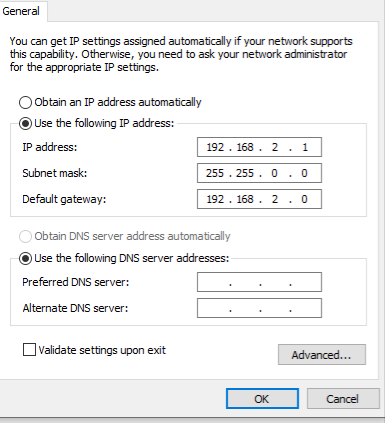 General
You can get IP settings assigned automatically if your network supports
this capability. Otherwise, you need to ask your network administrator
for the appropriate IP settings.
Obtain an IP address automatically
Use the following IP address:
IP address: 192 . 168 . 2 . 1
Subnet mask: 255 . 255 . 0 . 0
Default gateway: 192 . 168 . 2 . 0
Obtain DNS server address automatically
Use the following DNS server addresses:
Preferred DNS server: . . .
Alternate DNS server: . . .
Validate settings upon exit
Advanced...
OK Cancel